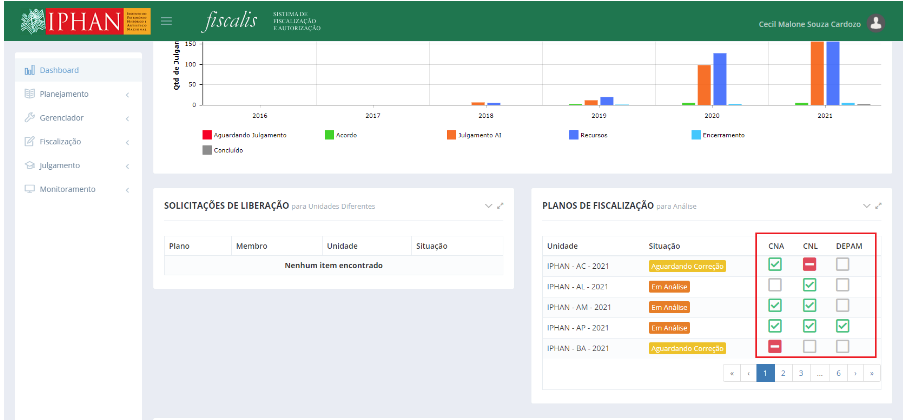 IPHAN
fiscalis
SISTEMA DE
FISCALIZAÇÃO
E AUTORIZAÇÃO
Cecil Malone Souza Cardozo
Dashboard
Planejamento
Gerenciador
Fiscalização
Julgamento
Monitoramento
Qtd de Julgam
150
100
50
0
2016 2017 2018 2019 2020 2021
Aguardando Julgamento Acordo Julgamento AI Recursos Encerramento
Concluído
SOLICITAÇÕES DE LIBERAÇÃO para Unidades Diferentes
Plano Membro Unidade Situação
Nenhum item encontrado
PLANOS DE FISCALIZAÇÃO para Análise
Unidade Situação CNA CNL DEPAM
IPHAN - AC - 2021 Aguardando Correção
IPHAN - AL - 2021 Em Análise
IPHAN - AM - 2021 Em Análise
IPHAN - AP - 2021 Em Análise
IPHAN - BA - 2021 Aguardando Correção
« ‹ 1 2 3 ... 6 › »